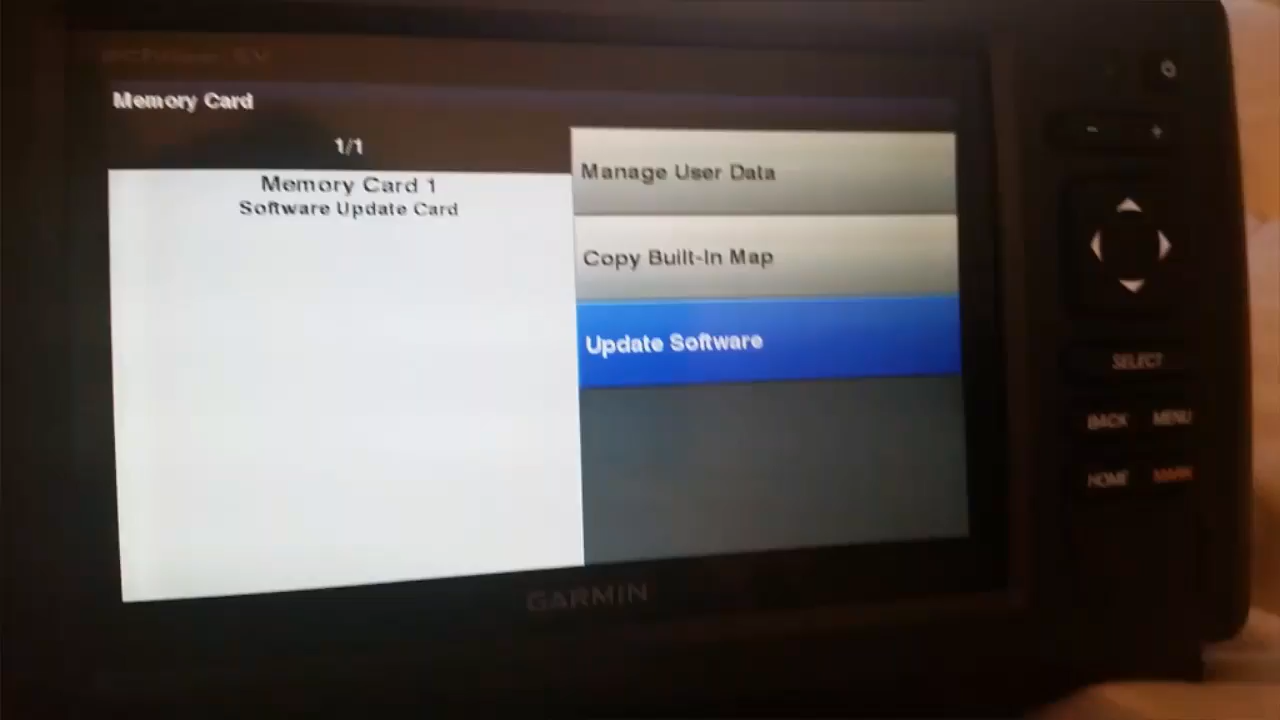 Memory Card
1/1
Memory Card 1
Software Update Card
Manage User Data
Copy Built-In Map
Update Software
SELECT
BACK MENU
HOME MARK
GARMIN